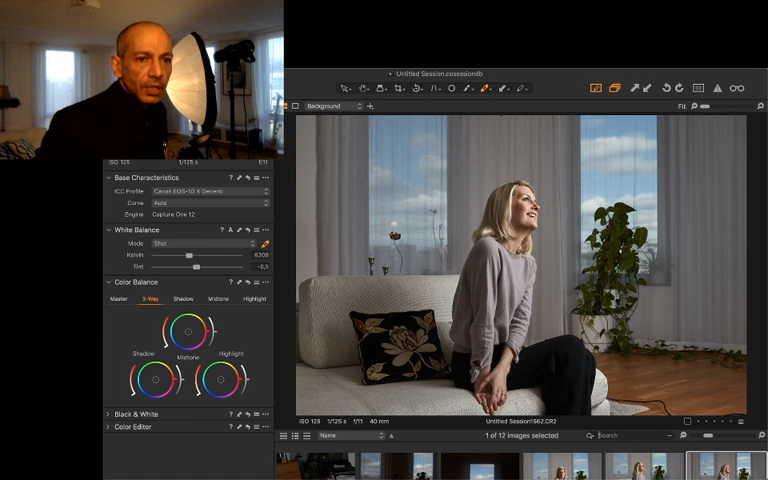 Untitled Session.cosessiondb
Background
Fit
ISO 125 1/125 s f/11
Base Characteristics
ICC Profile Canon EOS-1D X Generic
Curve Auto
Engine Capture One 12
White Balance
Mode Shot
Kelvin 6205
Tint -0,5
Color Balance
Master 3-Way Shadow Midtone Highlight
Shadow Midtone Highlight
Black & White
Color Editor
ISO 125 1/125 s f/11 40 mm Untitled Session1562.CR2
Name 1 of 12 images selected Search